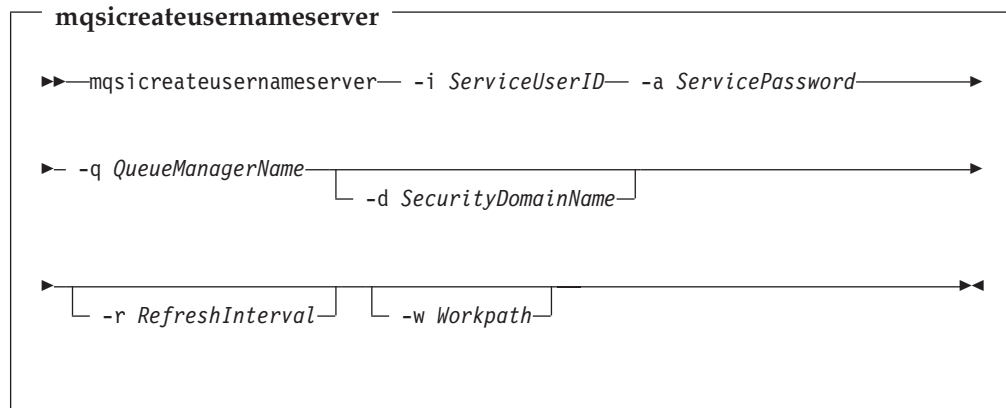 mqsicreateusernameserver
mqsicreateusernameserver -i ServiceUserID -a ServicePassword
-q QueueManagerName
-d SecurityDomainName
-r RefreshInterval -w Workpath